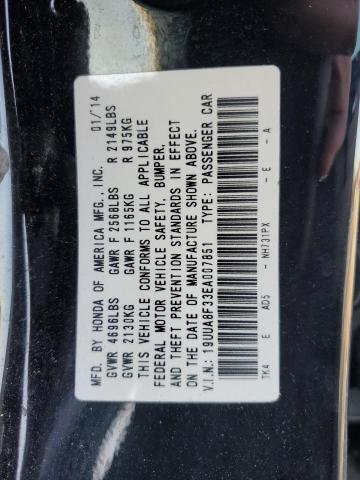 MFD. BY HONDA OF AMERICA MFG., INC. 01/14
GVWR 4696LBS GAWR F 2568LBS R 2149LBS
GVWR 2130KG GAWR F 1165KG R 975KG
THIS VEHICLE CONFORMS TO ALL APPLICABLE
FEDERAL MOTOR VEHICLE SAFETY, BUMPER,
AND THEFT PREVENTION STANDARDS IN EFFECT
ON THE DATE OF MANUFACTURE SHOWN ABOVE.
V.I.N.: 19UUA8F33EA007851 TYPE: PASSENGER CAR
TK4 E AD5 - NH731PX - E - A